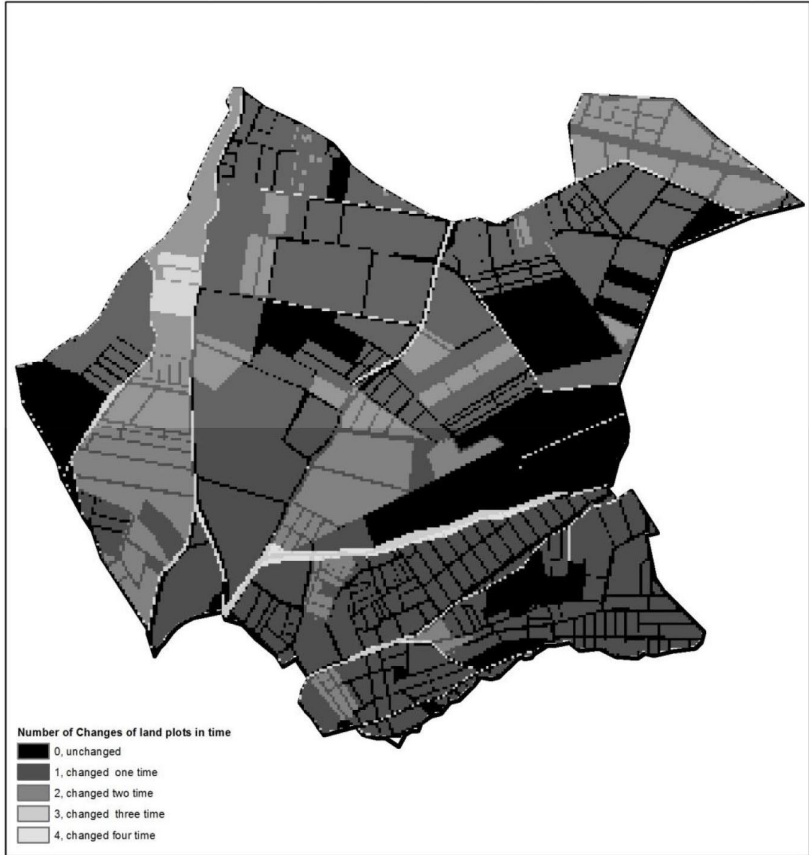 Number of Changes of land plots in time
0, unchanged
1, changed one time
2, changed two time
3, changed three time
4, changed four time